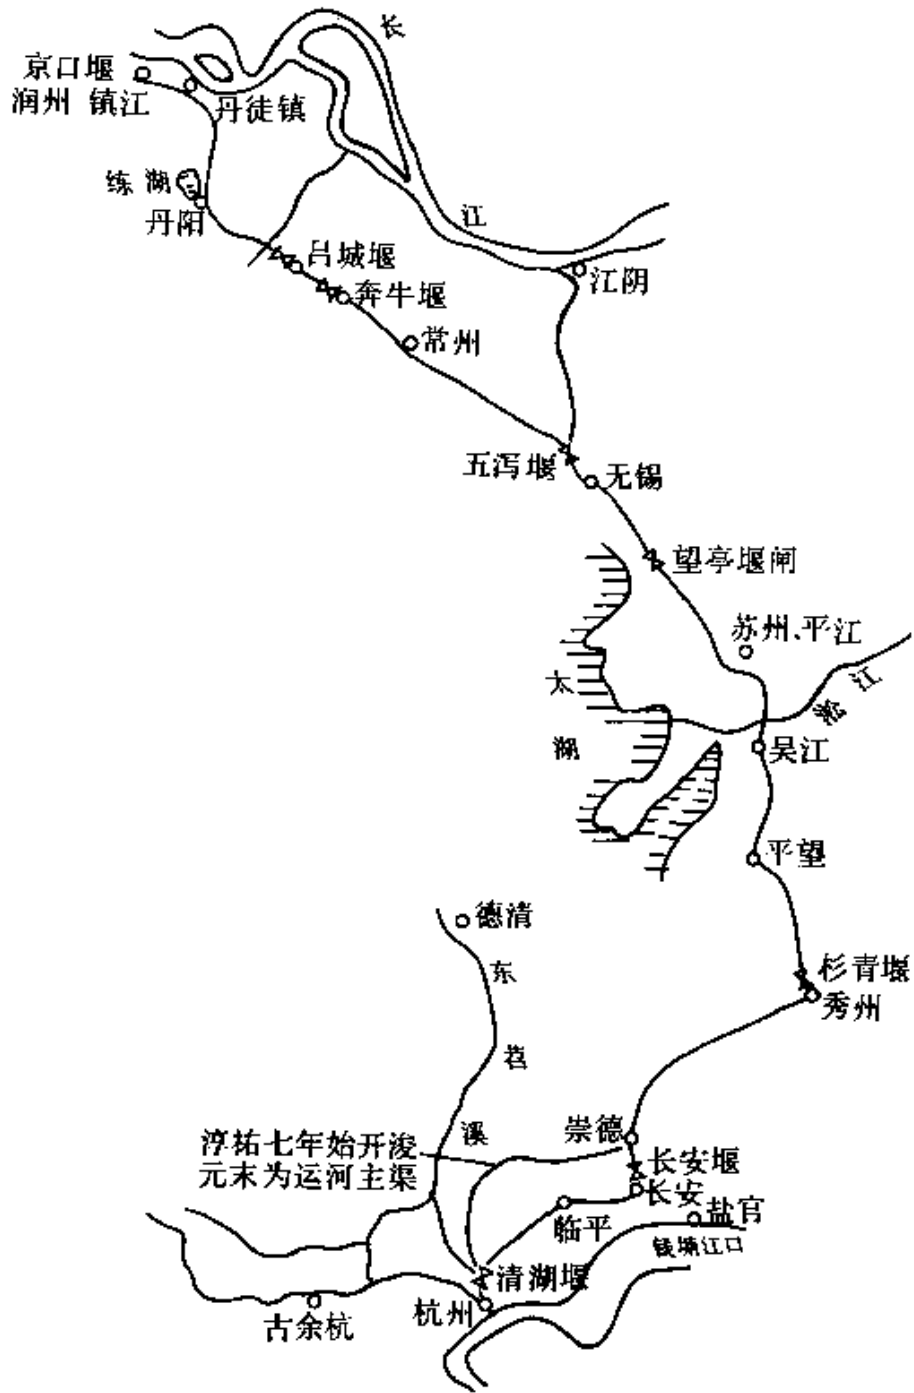 长
京口堰
润州 镇江
丹徒镇
练湖
丹阳
江
吕城堰
江阴
奔牛堰
常州
五泻堰
无锡
望亭堰闸
苏州、平江
太
湖
淞江
吴江
平望
德清
东
苕
溪
杉青堰
秀州
崇德
淳祐七年始开浚
元末为运河主渠
长安堰
长安
临平
盐官
钱塘江口
清湖堰
杭州
古余杭